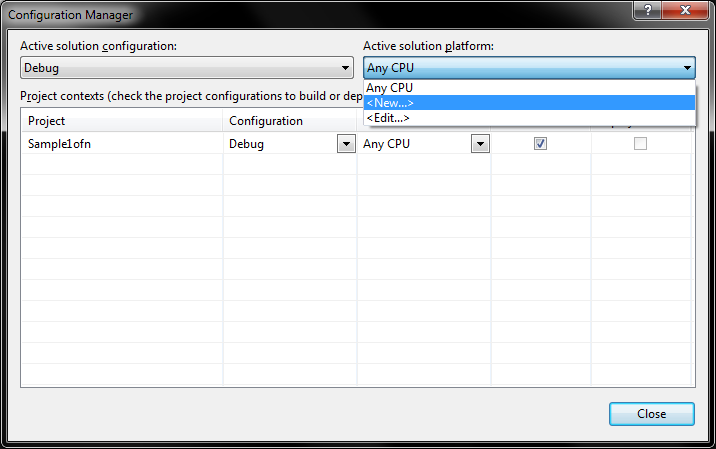 Configuration Manager
Active solution configuration: Active solution platform:
Debug Any CPU
Any CPU
<New...>
<Edit...>
Project contexts (check the project configurations to build or dep
Project Configuration
Sample1ofn Debug Any CPU
Close